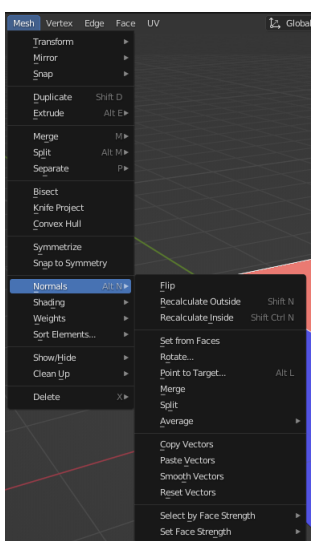 Mesh Vertex Edge Face UV Global
Transform
Mirror
Snap
Duplicate Shift D
Extrude Alt E
Merge M
Split Alt M
Separate P
Bisect
Knife Project
Convex Hull
Symmetrize
Snap to Symmetry
Normals Alt N
Shading
Weights
Sort Elements...
Show/Hide
Clean Up
Delete X
Flip
Recalculate Outside Shift N
Recalculate Inside Shift Ctrl N
Set from Faces
Rotate...
Point to Target... Alt L
Merge
Split
Average
Copy Vectors
Paste Vectors
Smooth Vectors
Reset Vectors
Select by Face Strength
Set Face Strength